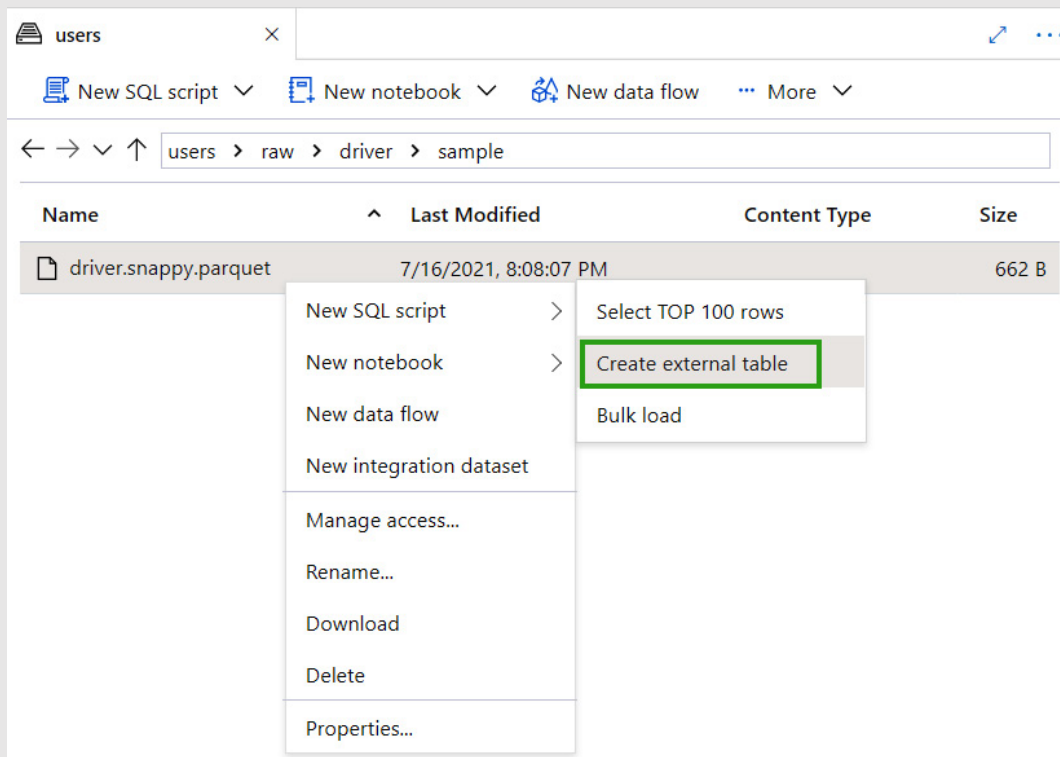 users
New SQL script New notebook New data flow More
users > raw > driver > sample
Name Last Modified Content Type Size
driver.snappy.parquet 7/16/2021, 8:08:07 PM 662 B
New SQL script
Select TOP 100 rows
New notebook
Create external table
New data flow
Bulk load
New integration dataset
Manage access...
Rename...
Download
Delete
Properties...